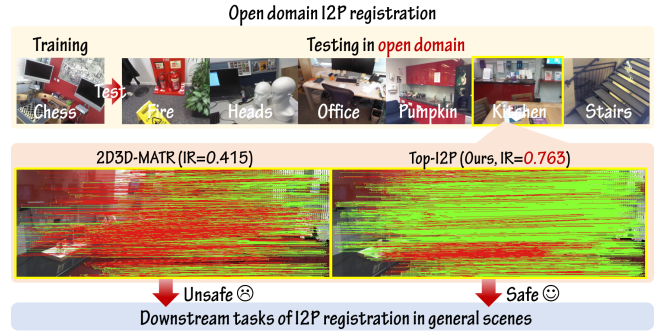 Open domain I2P registration
Training
Testing in open domain
Test
Chess
Fire
Heads
Office
Pumpkin
Kitchen
Stairs
2D3D-MATR (IR=0.415)
Top-I2P (Ours, IR=0.763)
Unsafe ☹
Safe ☺
Downstream tasks of I2P registration in general scenes